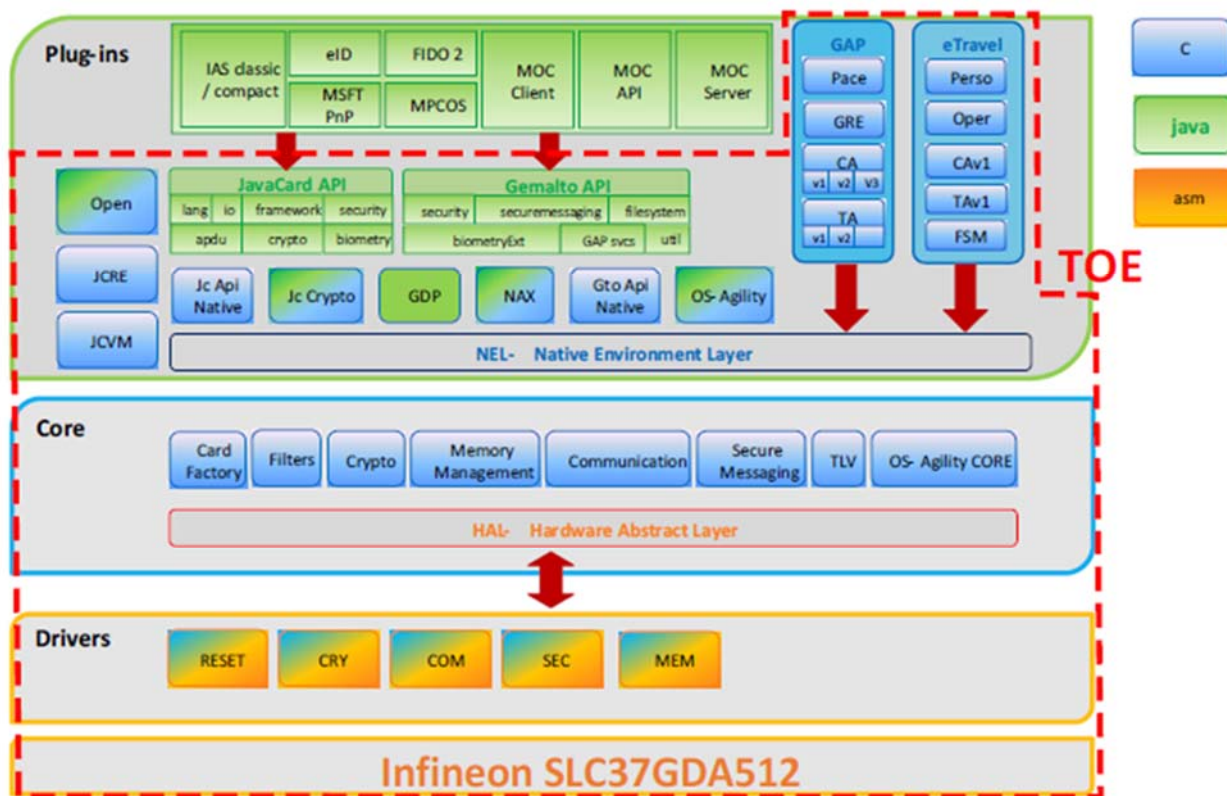 Plug-ins
IAS classic
/ compact
eID
MSFT
PnP
FIDO 2
MPCOS
MOC
Client
MOC
API
MOC
Server
GAP
Pace
GRE
CA
v1 v2 V3
TA
v1 v2
eTravel
Perso
Oper
CAv1
TAv1
FSM
C
java
asm
TOE
Open
JCRE
JCVM
JavaCard API
lang io framework security
apdu crypto biometry
Gemalto API
security securemessaging filesystem
biometryExt GAP svcs util
Jc Api
Native
Jc Crypto
GDP
NAX
Gto Api
Native
OS- Agility
NEL- Native Environment Layer
Core
Card
Factory
Filters
Crypto
Memory
Management
Communication
Secure
Messaging
TLV
OS- Agility CORE
HAL- Hardware Abstract Layer
Drivers
RESET
CRY
COM
SEC
MEM
Infineon SLC37GDA512